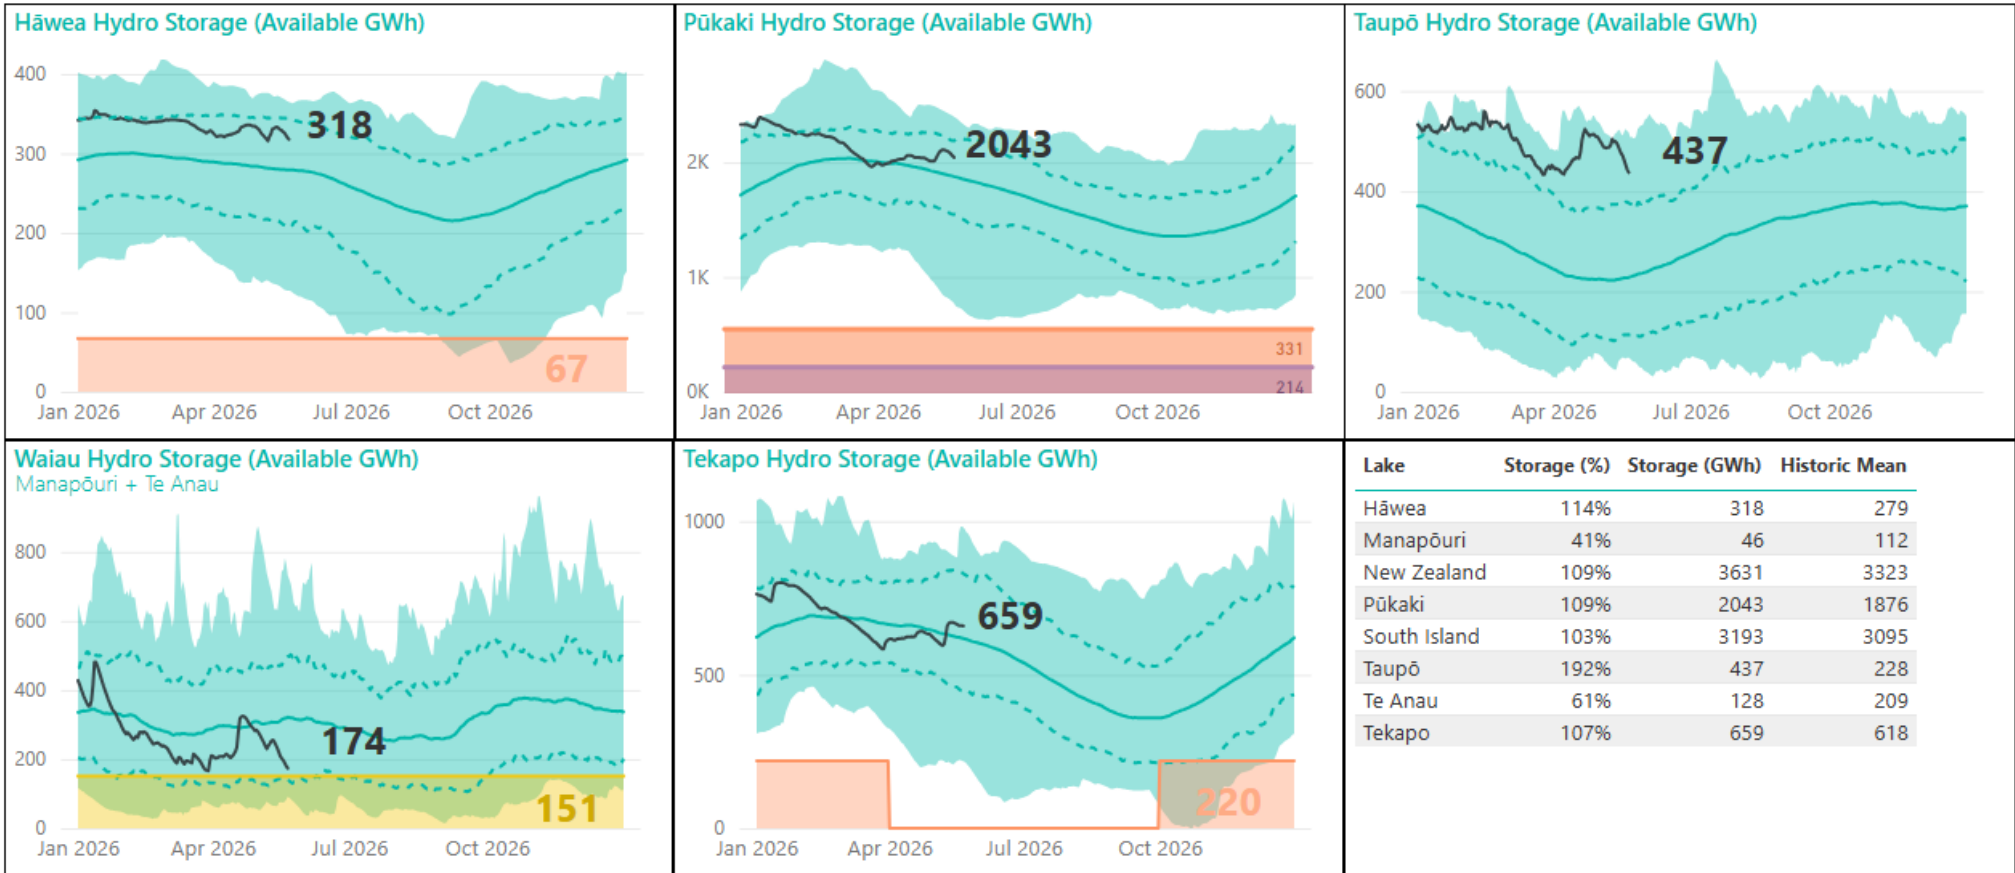 Hāwea Hydro Storage (Available GWh)
400
300
200
100
0
318
67
Jan 2026 Apr 2026 Jul 2026 Oct 2026
Pūkaki Hydro Storage (Available GWh)
2K
1K
0K
2043
331
214
Jan 2026 Apr 2026 Jul 2026 Oct 2026
Taupō Hydro Storage (Available GWh)
600
400
200
0
437
Jan 2026 Apr 2026 Jul 2026 Oct 2026
Waiau Hydro Storage (Available GWh)
Manapōuri + Te Anau
800
600
400
200
0
174
151
Jan 2026 Apr 2026 Jul 2026 Oct 2026
Tekapo Hydro Storage (Available GWh)
1000
500
0
659
220
Jan 2026 Apr 2026 Jul 2026 Oct 2026
Lake Storage (%) Storage (GWh) Historic Mean
Hāwea 114% 318 279
Manapōuri 41% 46 112
New Zealand 109% 3631 3323
Pūkaki 109% 2043 1876
South Island 103% 3193 3095
Taupō 192% 437 228
Te Anau 61% 128 209
Tekapo 107% 659 618